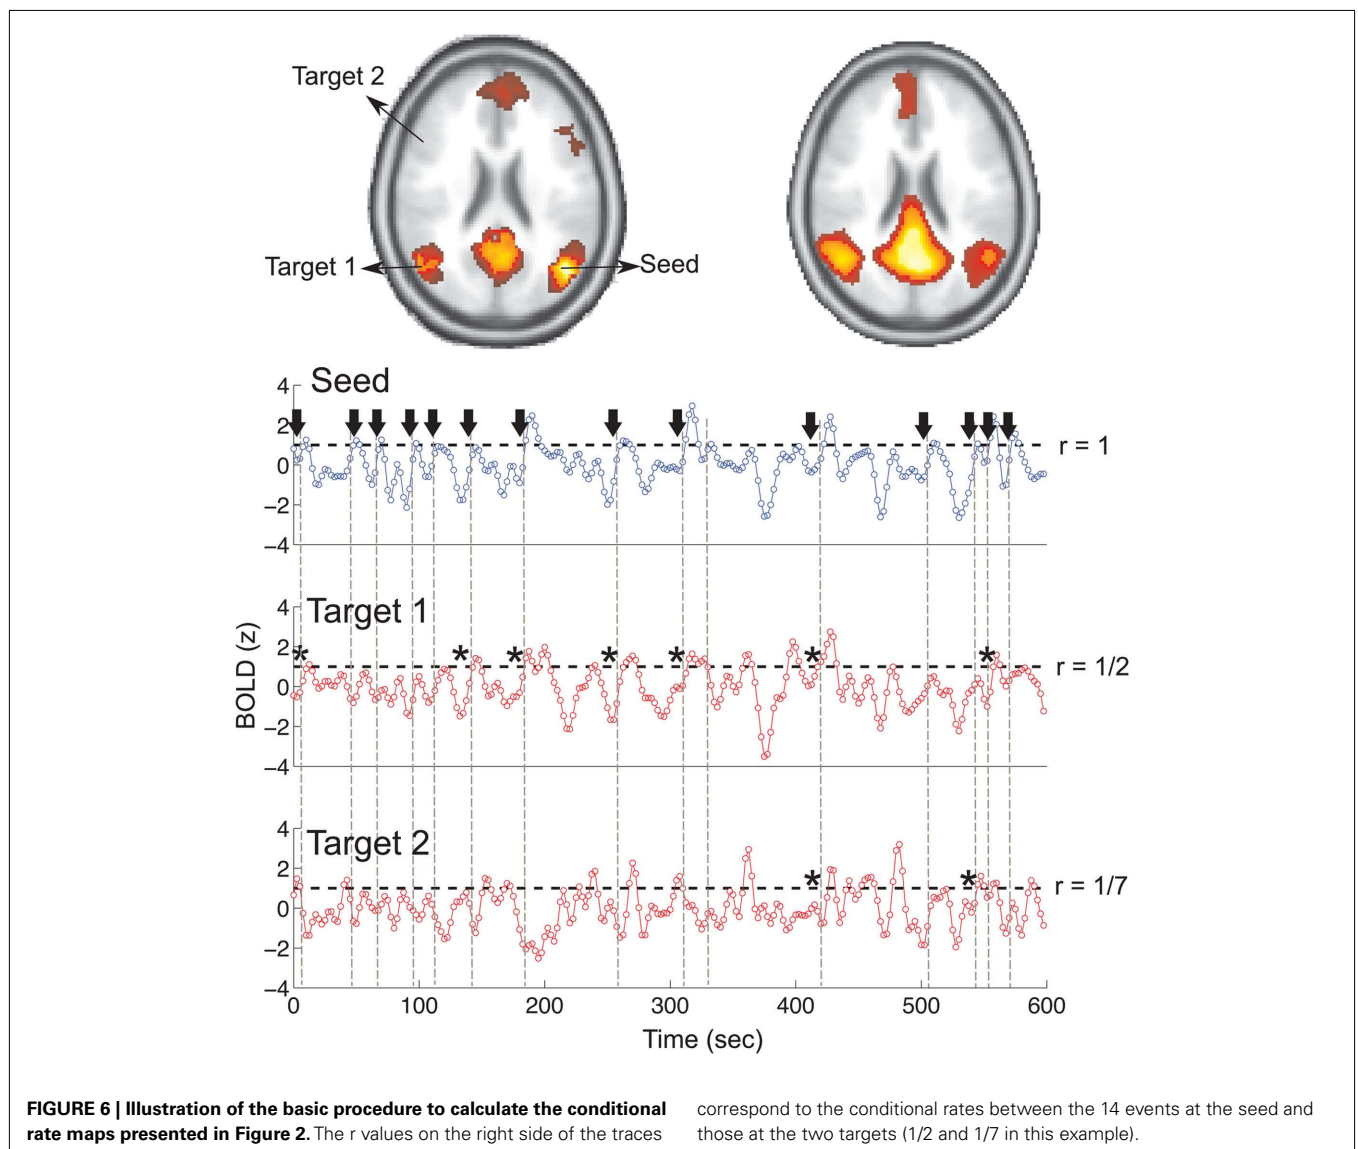 Target 2
Target 1
Seed
Seed
4
2
0
−2
−4
r = 1
Target 1
4
2
0
−2
−4
* * * * * * *
r = 1/2
BOLD (z)
Target 2
4
2
0
−2
−4
* *
r = 1/7
0 100 200 300 400 500 600
Time (sec)
FIGURE 6 | Illustration of the basic procedure to calculate the conditional
rate maps presented in Figure 2. The r values on the right side of the traces
correspond to the conditional rates between the 14 events at the seed and
those at the two targets (1/2 and 1/7 in this example).